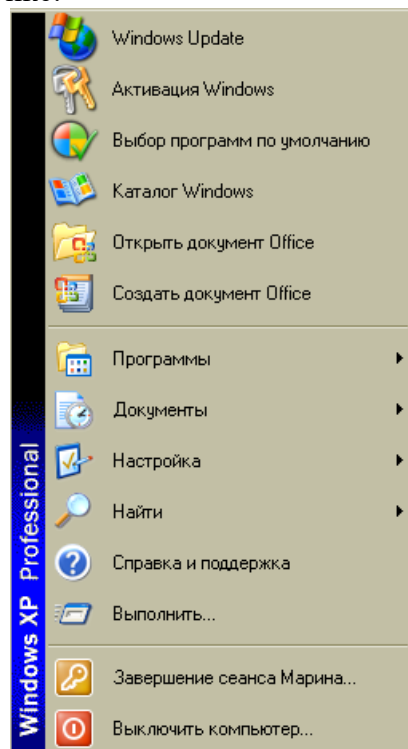 Windows Update
Активация Windows
Выбор программ по умолчанию
Каталог Windows
Открыть документ Office
Создать документ Office
Программы
Документы
Настройка
Найти
Справка и поддержка
Выполнить...
Завершение сеанса Марина...
Выключить компьютер...
Windows XP Professional